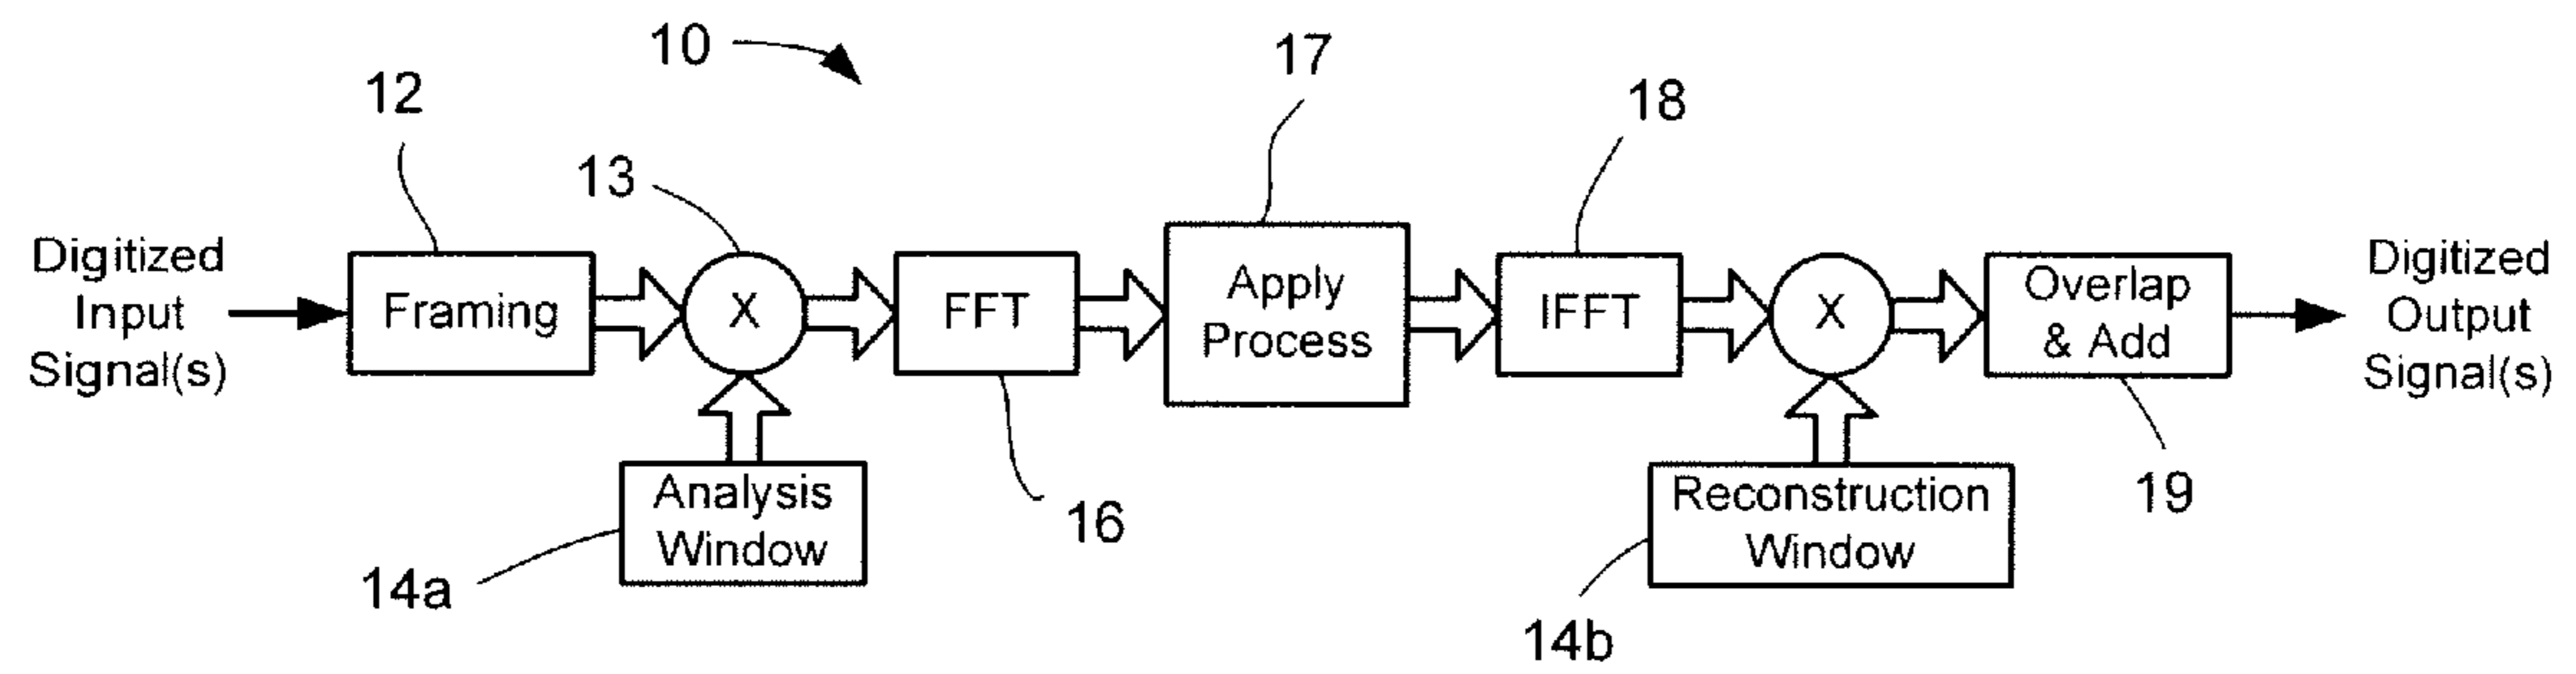 10
17
12
18
13
Digitized
Input
Signal(s)
Framing
X
FFT
Apply
Process
IFFT
X
Overlap
& Add
Digitized
Output
Signal(s)
Analysis
Window
14a
16
Reconstruction
Window
14b
19